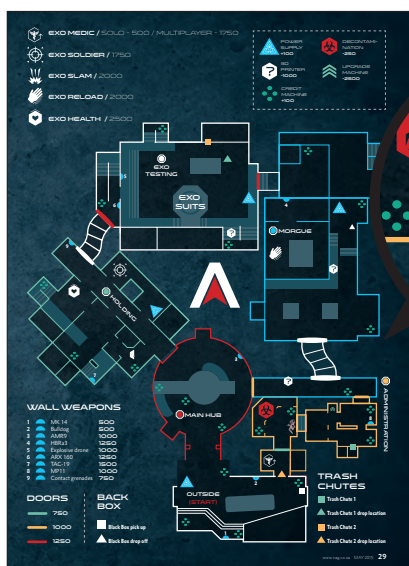 EXO MEDIC / SOLO - 500 / MULTIPLAYER - 1750
EXO SOLDIER / 1750
EXO SLAM / 2000
EXO RELOAD / 2000
EXO HEALTH / 2500
POWER SUPPLY +100
DECONTAMI-
NATION
-250
3D PRINTER -1000
UPGRADE MACHINE -2500
CREDIT MACHINE +100
EXO TESTING
EXO SUITS
MORGUE
HOLDING
MAIN HUB
ADMINISTRATION
OUTSIDE
(START)
WALL WEAPONS
1 MK 14 500
2 Bulldog 500
3 AMR9 1000
4 HBRa3 1250
5 Explosive drone 1000
6 ARX 160 1250
7 TAC-19 1500
8 MP11 1000
9 Contact grenades 750
DOORS
750
1000
1250
BLACK BOX
Black Box pick up
Black Box drop off
TRASH CHUTES
Trash Chute 1
Trash Chute 1 drop location
Trash Chute 2
Trash Chute 2 drop location
29